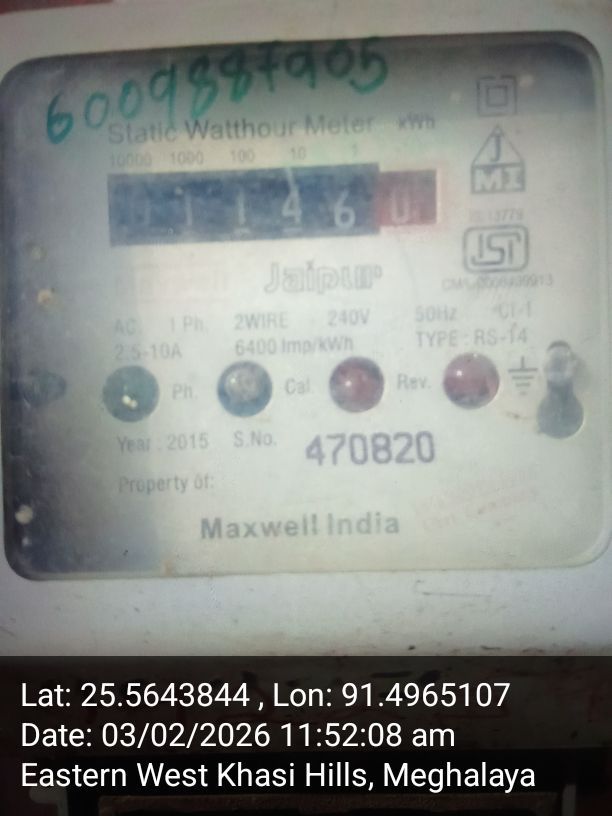 6009887905
Static Watthour Meter kWh
10000 1000 100 10 1
1 1 4 6 0
MI
IS 13779
ISI
Jaipur
AC. 1 Ph. 2WIRE 240V 50Hz Cl-1
2.5-10A 6400 Imp/kWh TYPE : RS-14
Ph. Cal. Rev.
Year : 2015 S.No. 470820
Property of:
Maxwell India
Lat: 25.5643844 , Lon: 91.4965107
Date: 03/02/2026 11:52:08 am
Eastern West Khasi Hills, Meghalaya